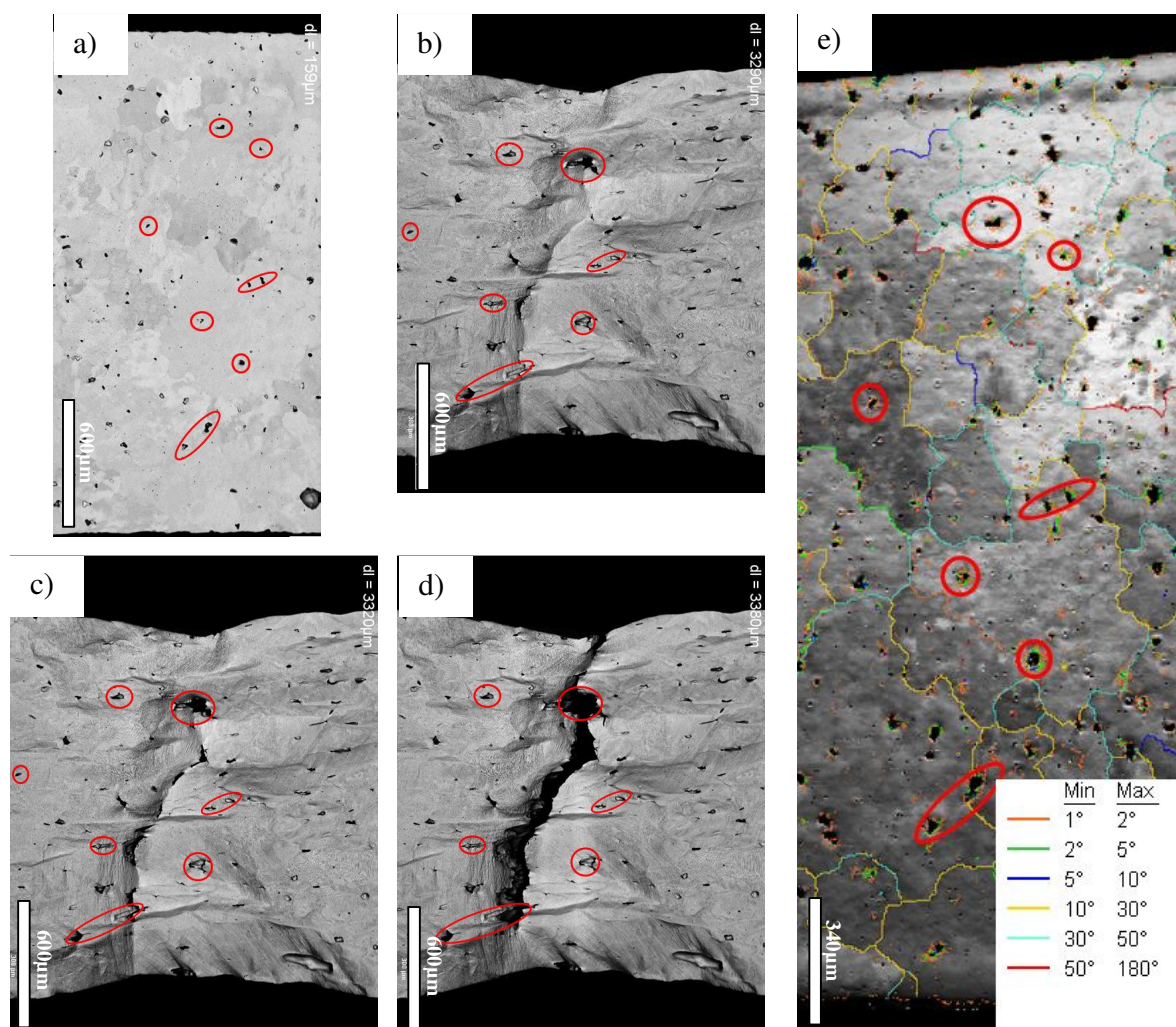 a)
dl = 159µm
600µm
b)
dl = 3290µm
600µm
c)
dl = 3320µm
600µm
d)
dl = 3380µm
600µm
e)
Min Max
1° 2°
2° 5°
5° 10°
10° 30°
30° 50°
50° 180°
340µm